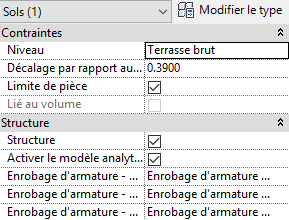 Sols (1) Modifier le type
Contraintes
Niveau Terrasse brut
Décalage par rapport au... 0.3900
Limite de pièce
Lié au volume
Structure
Structure
Activer le modèle analyt...
Enrobage d'armature - ... Enrobage d'armature ...
Enrobage d'armature - ... Enrobage d'armature ...
Enrobage d'armature - ... Enrobage d'armature ...